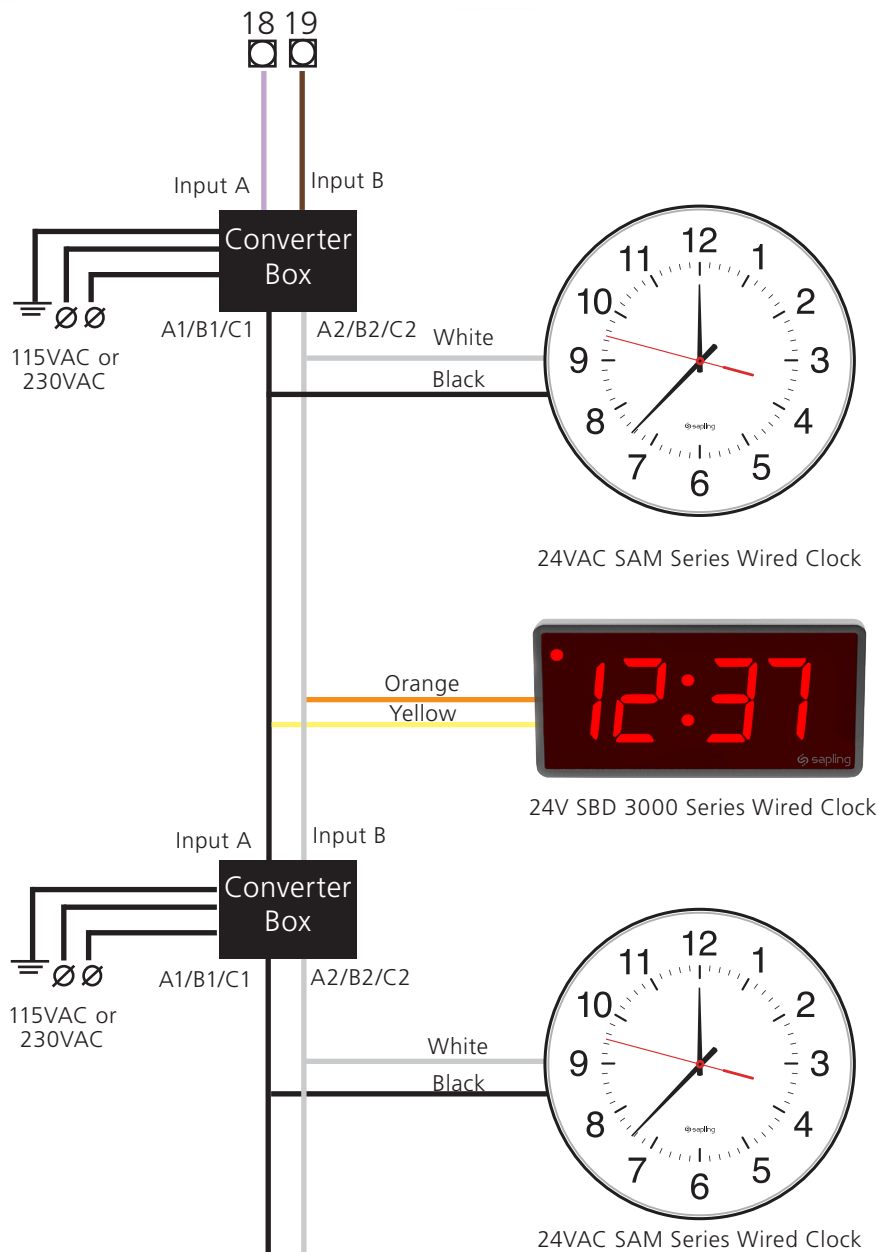 18 19
Input A Input B
Converter
Box
115VAC or
230VAC
A1/B1/C1 A2/B2/C2
White
Black
12
1
2
3
4
5
6
7
8
9
10
11
sapling
24VAC SAM Series Wired Clock
Orange
Yellow
12:37
sapling
24V SBD 3000 Series Wired Clock
Input A Input B
Converter
Box
115VAC or
230VAC
A1/B1/C1 A2/B2/C2
White
Black
12
1
2
3
4
5
6
7
8
9
10
11
sapling
24VAC SAM Series Wired Clock